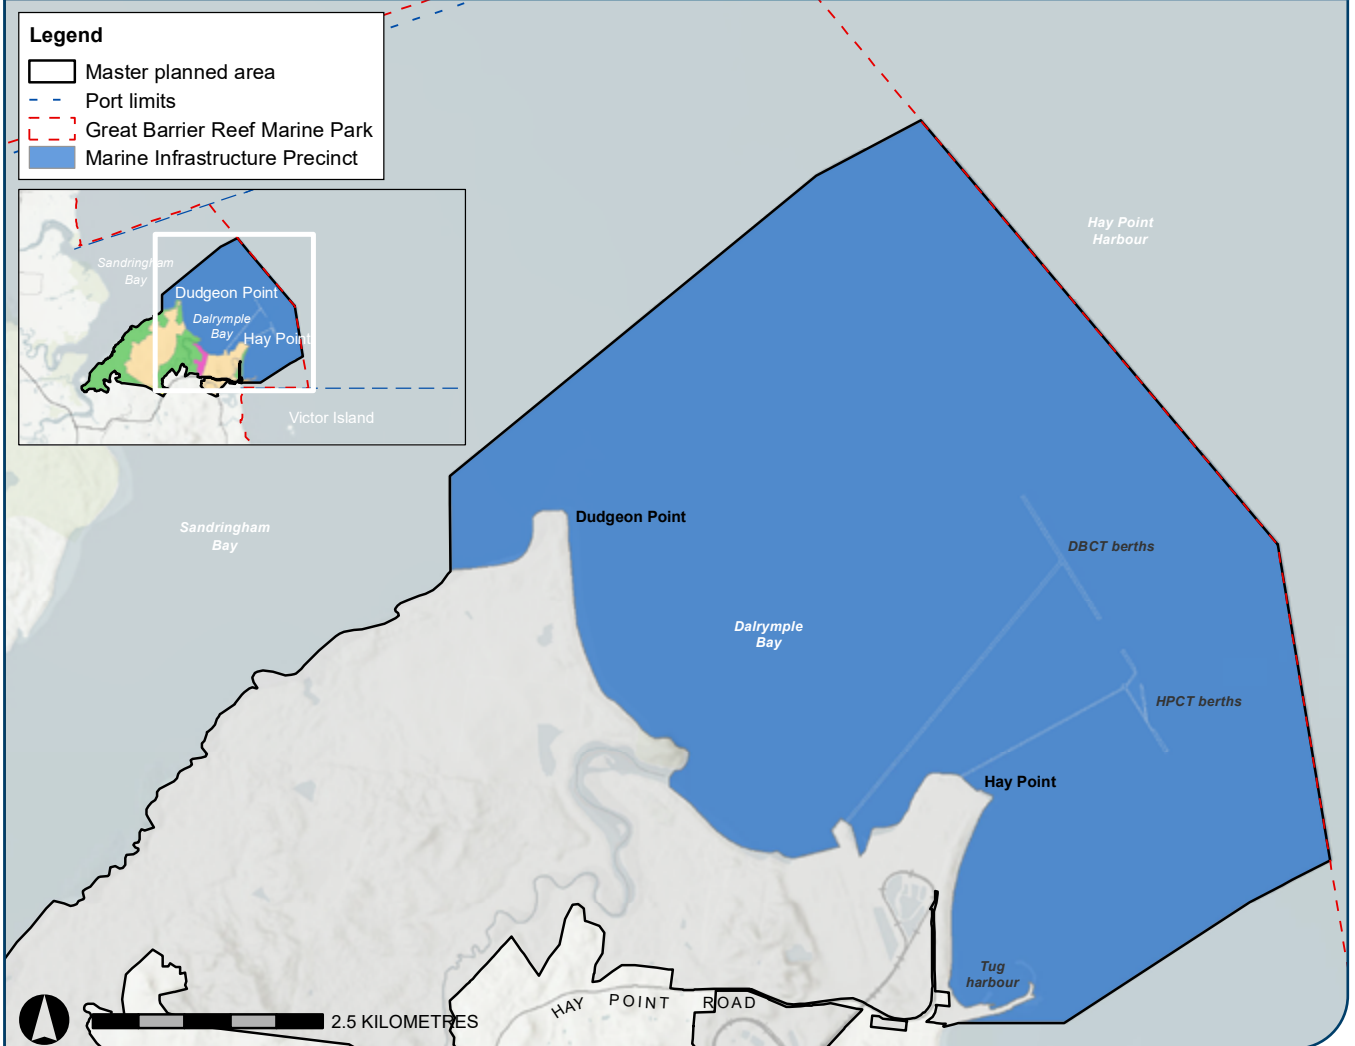 Legend
Master planned area
Port limits
Great Barrier Reef Marine Park
Marine Infrastructure Precinct
Hay Point
Harbour
Sandringham
Bay
Dudgeon Point
Dalrymple
Bay
Hay Point
Victor Island
Sandringham
Bay
Dudgeon Point
DBCT berths
Dalrymple
Bay
HPCT berths
Hay Point
Tug
harbour
HAY POINT ROAD
2.5 KILOMETRES